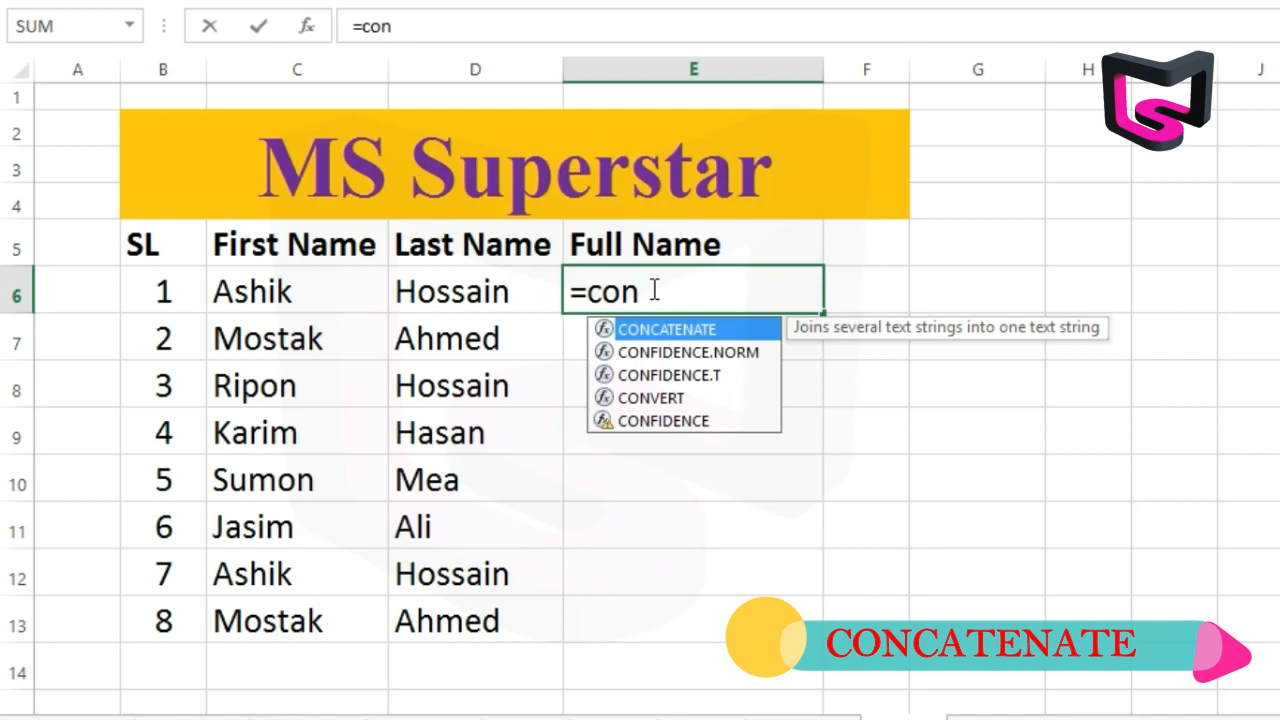 SUM =con
A B C D E F G H J
1
MS Superstar
2
3
4
5 SL First Name Last Name Full Name
6 1 Ashik Hossain =con
CONCATENATE Joins several text strings into one text string
CONFIDENCE.NORM
CONFIDENCE.T
CONVERT
CONFIDENCE
7 2 Mostak Ahmed
8 3 Ripon Hossain
9 4 Karim Hasan
10 5 Sumon Mea
11 6 Jasim Ali
12 7 Ashik Hossain
13 8 Mostak Ahmed
CONCATENATE
14